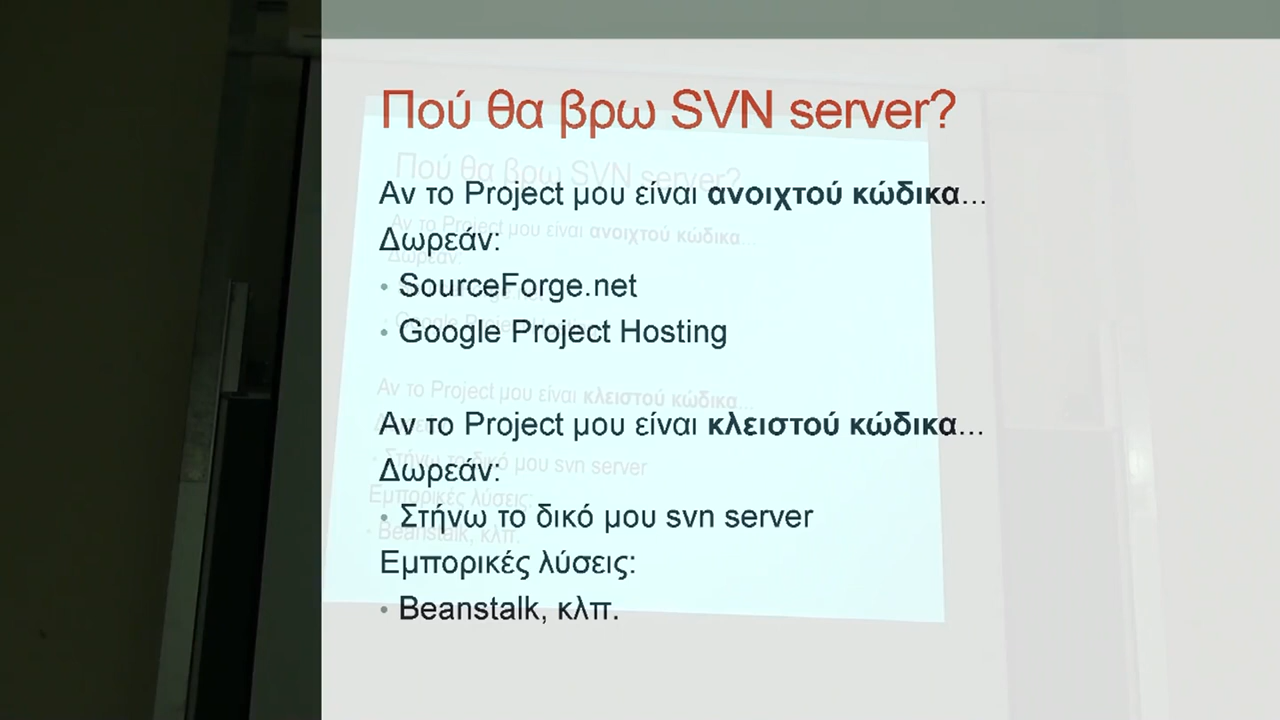 Πού θα βρω SVN server?
Αν το Project μου είναι ανοιχτού κώδικα...
Δωρεάν:
• SourceForge.net
• Google Project Hosting
Αν το Project μου είναι κλειστού κώδικα...
Δωρεάν:
• Στήνω το δικό μου svn server
Εμπορικές λύσεις:
• Beanstalk, κλπ.